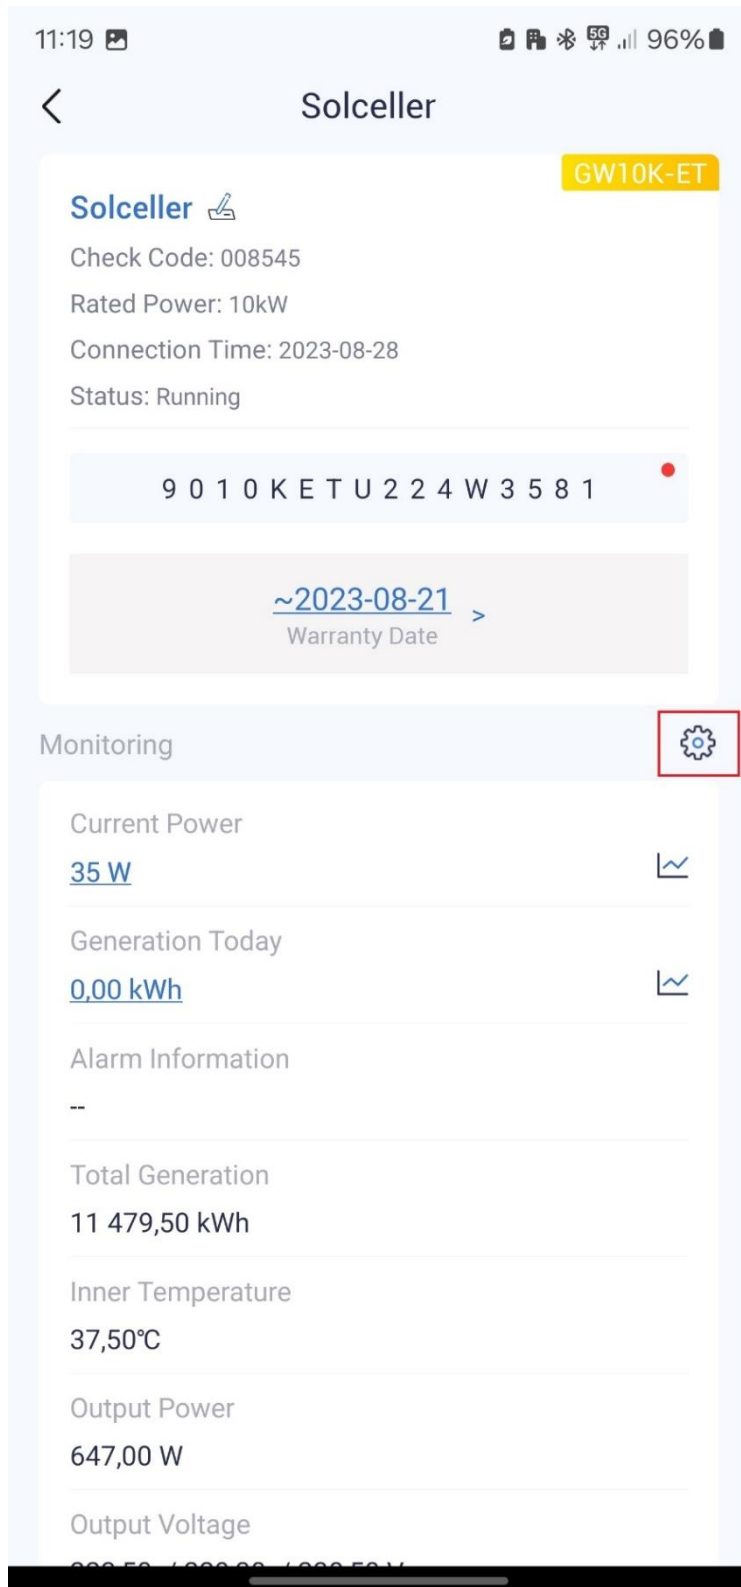 11:19
5G
96%
Solceller
GW10K-ET
Solceller
Check Code: 008545
Rated Power: 10kW
Connection Time: 2023-08-28
Status: Running
9010KETU224W3581
~2023-08-21 >
Warranty Date
Monitoring
Current Power
35 W
Generation Today
0,00 kWh
Alarm Information
--
Total Generation
11 479,50 kWh
Inner Temperature
37,50℃
Output Power
647,00 W
Output Voltage